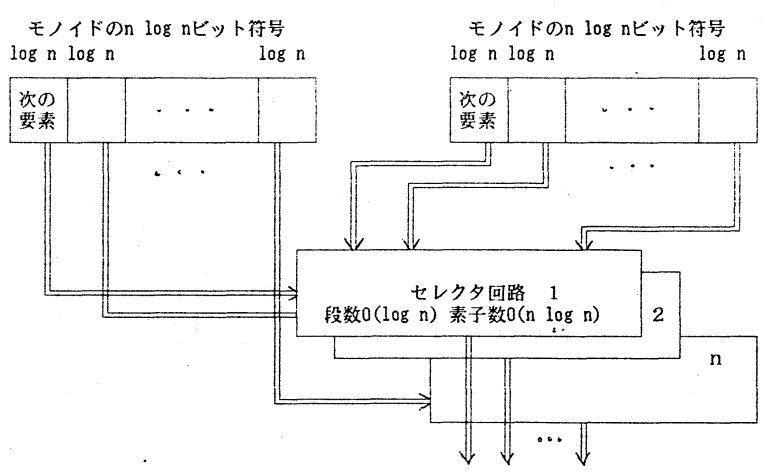 モノイドのn log nビット符号
モノイドのn log nビット符号
log n log n log n
log n log n log n
次の
要素
次の
要素
セレクタ回路 1
段数O(log n) 素子数O(n log n)
2
n